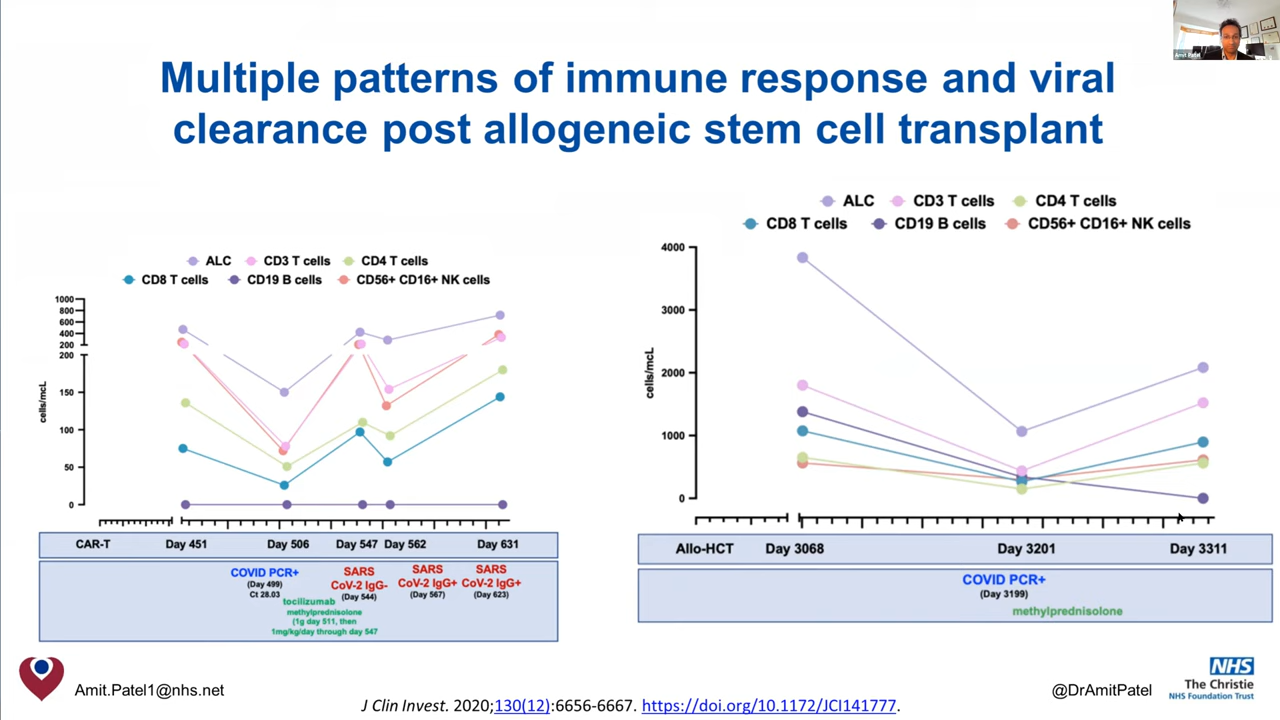 Amit Patel
Multiple patterns of immune response and viral
clearance post allogeneic stem cell transplant
ALC CD3 T cells CD4 T cells
CD8 T cells CD19 B cells CD56+ CD16+ NK cells
1000
800
600
400
200
200
150
100
50
0
cells/mcL
CAR-T Day 451 Day 506 Day 547 Day 562 Day 631
COVID PCR+
(Day 499)
Ct 28.03
tocilizumab
methylprednisolone
(1g day 511, then
1mg/kg/day through day 547
SARS
CoV-2 IgG-
(Day 544)
SARS
CoV-2 IgG+
(Day 567)
SARS
CoV-2 IgG+
(Day 623)
ALC CD3 T cells CD4 T cells
CD8 T cells CD19 B cells CD56+ CD16+ NK cells
4000
3000
2000
1000
0
cells/mcL
Allo-HCT Day 3068 Day 3201 Day 3311
COVID PCR+
(Day 3199)
methylprednisolone
Amit.Patel1@nhs.net
J Clin Invest. 2020;130(12):6656-6667. https://doi.org/10.1172/JCI141777.
@DrAmitPatel
NHS
The Christie
NHS Foundation Trust